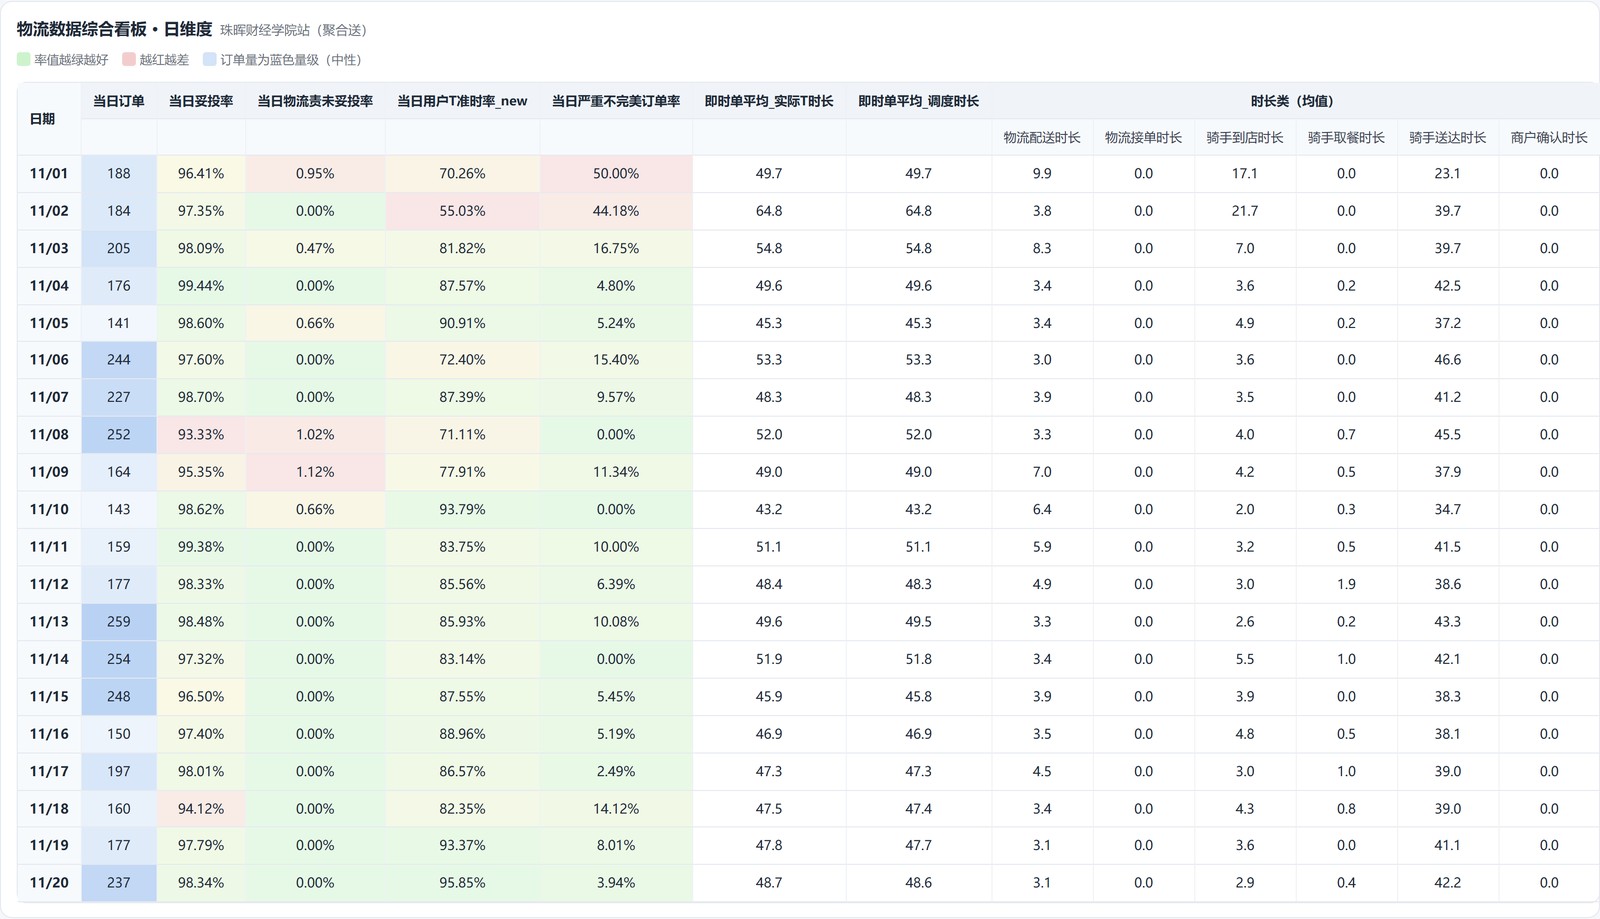 物流数据综合看板 • 日维度 珠晖财经学院站（聚合送）
率值越绿越好 越红越差 订单量为蓝色量级（中性）
日期 当日订单 当日妥投率 当日物流责未妥投率 当日用户T准时率_new 当日严重不完美订单率 即时单平均_实际T时长 即时单平均_调度时长 时长类（均值）
物流配送时长 物流接单时长 骑手到店时长 骑手取餐时长 骑手送达时长 商户确认时长
11/01 188 96.41% 0.95% 70.26% 50.00% 49.7 49.7 9.9 0.0 17.1 0.0 23.1 0.0
11/02 184 97.35% 0.00% 55.03% 44.18% 64.8 64.8 3.8 0.0 21.7 0.0 39.7 0.0
11/03 205 98.09% 0.47% 81.82% 16.75% 54.8 54.8 8.3 0.0 7.0 0.0 39.7 0.0
11/04 176 99.44% 0.00% 87.57% 4.80% 49.6 49.6 3.4 0.0 3.6 0.2 42.5 0.0
11/05 141 98.60% 0.66% 90.91% 5.24% 45.3 45.3 3.4 0.0 4.9 0.2 37.2 0.0
11/06 244 97.60% 0.00% 72.40% 15.40% 53.3 53.3 3.0 0.0 3.6 0.0 46.6 0.0
11/07 227 98.70% 0.00% 87.39% 9.57% 48.3 48.3 3.9 0.0 3.5 0.0 41.2 0.0
11/08 252 93.33% 1.02% 71.11% 0.00% 52.0 52.0 3.3 0.0 4.0 0.7 45.5 0.0
11/09 164 95.35% 1.12% 77.91% 11.34% 49.0 49.0 7.0 0.0 4.2 0.5 37.9 0.0
11/10 143 98.62% 0.66% 93.79% 0.00% 43.2 43.2 6.4 0.0 2.0 0.3 34.7 0.0
11/11 159 99.38% 0.00% 83.75% 10.00% 51.1 51.1 5.9 0.0 3.2 0.5 41.5 0.0
11/12 177 98.33% 0.00% 85.56% 6.39% 48.4 48.3 4.9 0.0 3.0 1.9 38.6 0.0
11/13 259 98.48% 0.00% 85.93% 10.08% 49.6 49.5 3.3 0.0 2.6 0.2 43.3 0.0
11/14 254 97.32% 0.00% 83.14% 0.00% 51.9 51.8 3.4 0.0 5.5 1.0 42.1 0.0
11/15 248 96.50% 0.00% 87.55% 5.45% 45.9 45.8 3.9 0.0 3.9 0.0 38.3 0.0
11/16 150 97.40% 0.00% 88.96% 5.19% 46.9 46.9 3.5 0.0 4.8 0.5 38.1 0.0
11/17 197 98.01% 0.00% 86.57% 2.49% 47.3 47.3 4.5 0.0 3.0 1.0 39.0 0.0
11/18 160 94.12% 0.00% 82.35% 14.12% 47.5 47.4 3.4 0.0 4.3 0.8 39.0 0.0
11/19 177 97.79% 0.00% 93.37% 8.01% 47.8 47.7 3.1 0.0 3.6 0.0 41.1 0.0
11/20 237 98.34% 0.00% 95.85% 3.94% 48.7 48.6 3.1 0.0 2.9 0.4 42.2 0.0